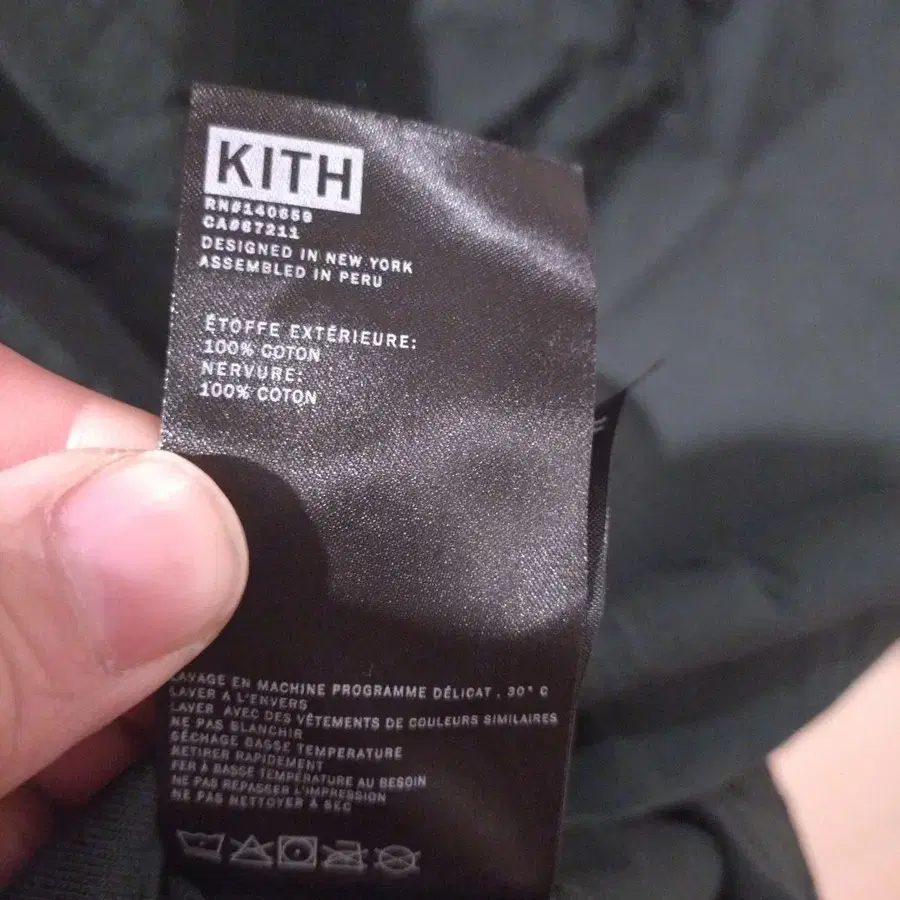 KITH
RN#140659
CA#67211
DESIGNED IN NEW YORK
ASSEMBLED IN PERU
ÉTOFFE EXTÉRIEURE:
100% COTON
NERVURE:
100% COTON
LAVAGE EN MACHINE PROGRAMME DÉLICAT . 30° C
LAVER À L'ENVERS
LAVER AVEC DES VÊTEMENTS DE COULEURS SIMILAIRES
NE PAS BLANCHIR
SÉCHAGE BASSE TEMPERATURE
RETIRER RAPIDEMENT
FER À BASSE TEMPÉRATURE AU BESOIN
NE PAS REPASSER L'IMPRESSION
NE PAS NETTOYER À SEC